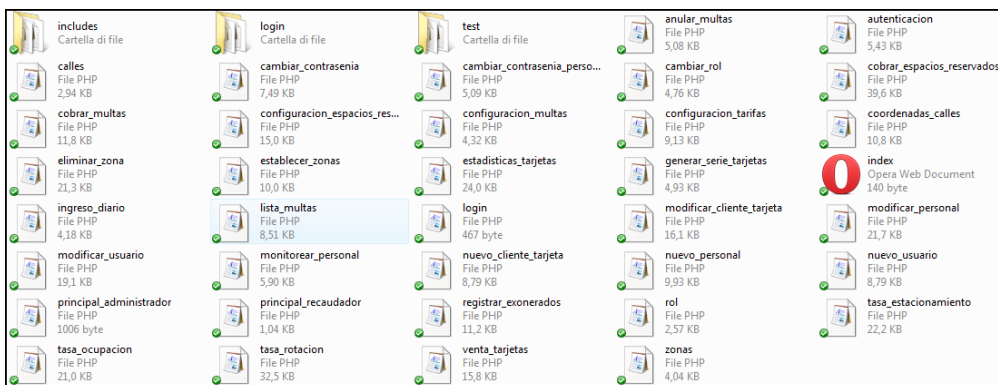 includes
Cartella di file
login
Cartella di file
test
Cartella di file
anular_multas
File PHP
5,08 KB
autenticacion
File PHP
5,43 KB
calles
File PHP
2,94 KB
cambiar_contrasenia
File PHP
7,49 KB
cambiar_contrasenia_perso...
File PHP
5,09 KB
cambiar_rol
File PHP
4,76 KB
cobrar_espacios_reservados
File PHP
39,6 KB
cobrar_multas
File PHP
11,8 KB
configuracion_espacios_res...
File PHP
15,0 KB
configuracion_multas
File PHP
4,32 KB
configuracion_tarifas
File PHP
9,13 KB
coordenadas_calles
File PHP
10,8 KB
eliminar_zona
File PHP
21,3 KB
establecer_zonas
File PHP
10,0 KB
estadisticas_tarjetas
File PHP
24,0 KB
generar_serie_tarjetas
File PHP
4,93 KB
index
Opera Web Document
140 byte
ingreso_diario
File PHP
4,18 KB
lista_multas
File PHP
8,51 KB
login
File PHP
467 byte
modificar_cliente_tarjeta
File PHP
16,1 KB
modificar_personal
File PHP
21,7 KB
modificar_usuario
File PHP
19,1 KB
monitorear_personal
File PHP
5,90 KB
nuevo_cliente_tarjeta
File PHP
8,79 KB
nuevo_personal
File PHP
9,93 KB
nuevo_usuario
File PHP
8,79 KB
principal_administrador
File PHP
1006 byte
principal_recaudador
File PHP
1,04 KB
registrar_exonerados
File PHP
11,2 KB
rol
File PHP
2,57 KB
tasa_estacionamiento
File PHP
22,2 KB
tasa_ocupacion
File PHP
21,0 KB
tasa_rotacion
File PHP
32,5 KB
venta_tarjetas
File PHP
15,8 KB
zonas
File PHP
4,04 KB